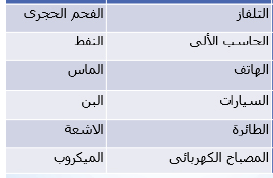 التلفاز الفحم الحجرى
الحاسب الألى النفط
الهاتف الماس
السيارات البن
الطائرة الاشعة
المصباح الكهربائى الميكروب